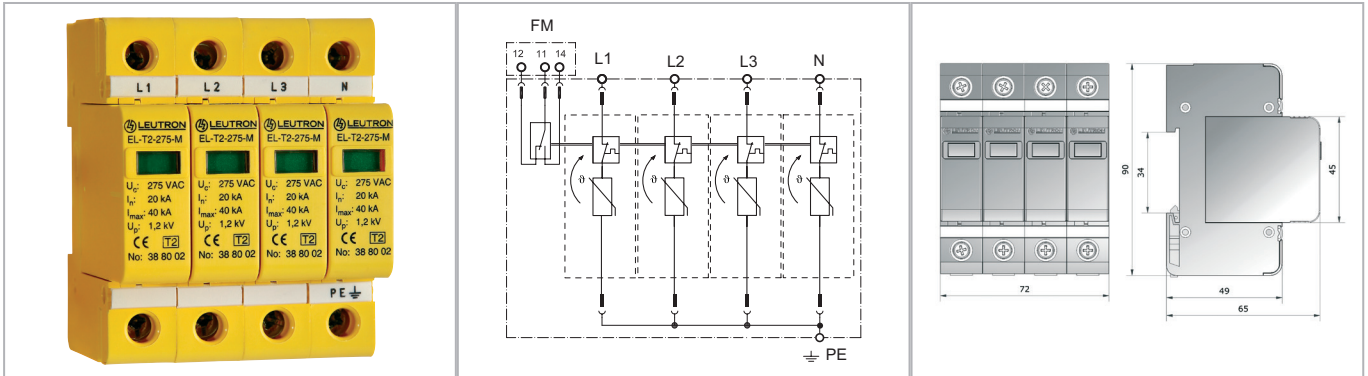 L1 L2 L3 N
LEUTRON LEUTRON LEUTRON LEUTRON
EL-T2-275-M EL-T2-275-M EL-T2-275-M EL-T2-275-M
Uc: 275 VAC Uc: 275 VAC Uc: 275 VAC Uc: 275 VAC
In: 20 kA In: 20 kA In: 20 kA In: 20 kA
Imax: 40 kA Imax: 40 kA Imax: 40 kA Imax: 40 kA
Up: 1,2 kV Up: 1,2 kV Up: 1,2 kV Up: 1,2 kV
CE T2 CE T2 CE T2 CE T2
No: 38 80 02 No: 38 80 02 No: 38 80 02 No: 38 80 02
PE
FM
12 11 14
L1 L2 L3 N
ϑ ϑ ϑ ϑ
PE
LEUTRON LEUTRON LEUTRON LEUTRON
72
90
34
45
49
65